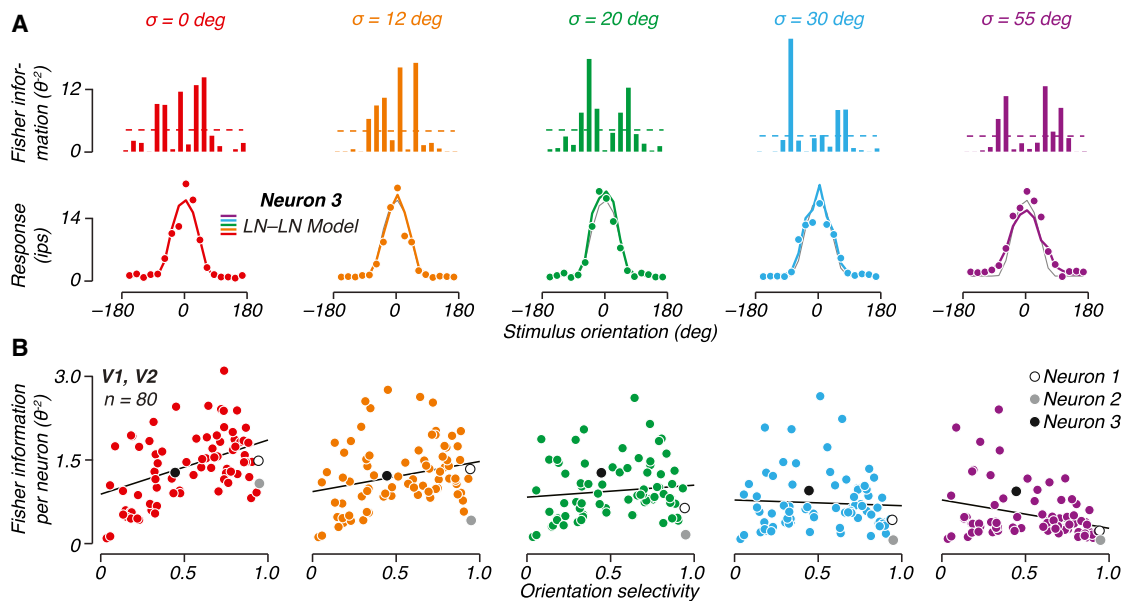 A
σ = 0 deg
σ = 12 deg
σ = 20 deg
σ = 30 deg
σ = 55 deg
Fisher infor-
mation (θ⁻²)
12
0
Neuron 3
LN–LN Model
Response
(ips)
14
0
−180 0 180
−180 0 180
−180 0 180
−180 0 180
−180 0 180
Stimulus orientation (deg)
B
V1, V2
n = 80
Neuron 1
Neuron 2
Neuron 3
Fisher information
per neuron (θ⁻²)
3.0
1.5
0
0 0.5 1.0
0 0.5 1.0
0 0.5 1.0
0 0.5 1.0
0 0.5 1.0
Orientation selectivity